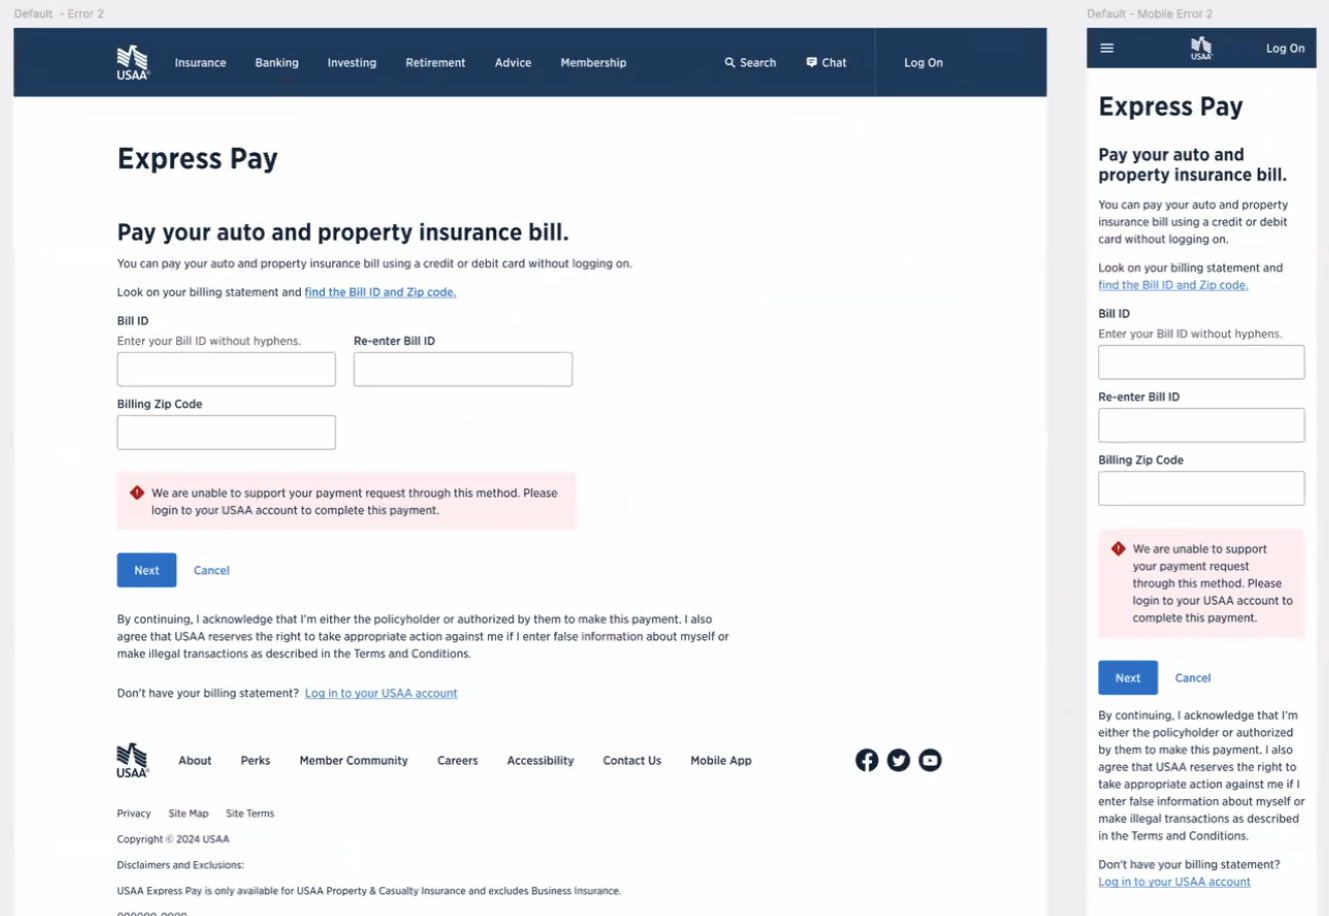 Default - Error 2
USAA®
Insurance
Banking
Investing
Retirement
Advice
Membership
Search
Chat
Log On
Express Pay
Pay your auto and property insurance bill.
You can pay your auto and property insurance bill using a credit or debit card without logging on.
Look on your billing statement and find the Bill ID and Zip code.
Bill ID
Enter your Bill ID without hyphens.
Re-enter Bill ID
Billing Zip Code
We are unable to support your payment request through this method. Please
login to your USAA account to complete this payment.
Next
Cancel
By continuing, I acknowledge that I'm either the policyholder or authorized by them to make this payment. I also
agree that USAA reserves the right to take appropriate action against me if I enter false information about myself or
make illegal transactions as described in the Terms and Conditions.
Don't have your billing statement? Log in to your USAA account
USAA®
About
Perks
Member Community
Careers
Accessibility
Contact Us
Mobile App
Privacy
Site Map
Site Terms
Copyright © 2024 USAA
Disclaimers and Exclusions:
USAA Express Pay is only available for USAA Property & Casualty Insurance and excludes Business Insurance.
Default - Mobile Error 2
USAA®
Log On
Express Pay
Pay your auto and
property insurance bill.
You can pay your auto and property
insurance bill using a credit or debit
card without logging on.
Look on your billing statement and
find the Bill ID and Zip code.
Bill ID
Enter your Bill ID without hyphens.
Re-enter Bill ID
Billing Zip Code
We are unable to support
your payment request
through this method. Please
login to your USAA account to
complete this payment.
Next
Cancel
By continuing, I acknowledge that I'm
either the policyholder or authorized
by them to make this payment. I also
agree that USAA reserves the right to
take appropriate action against me if I
enter false information about myself or
make illegal transactions as described
in the Terms and Conditions.
Don't have your billing statement?
Log in to your USAA account